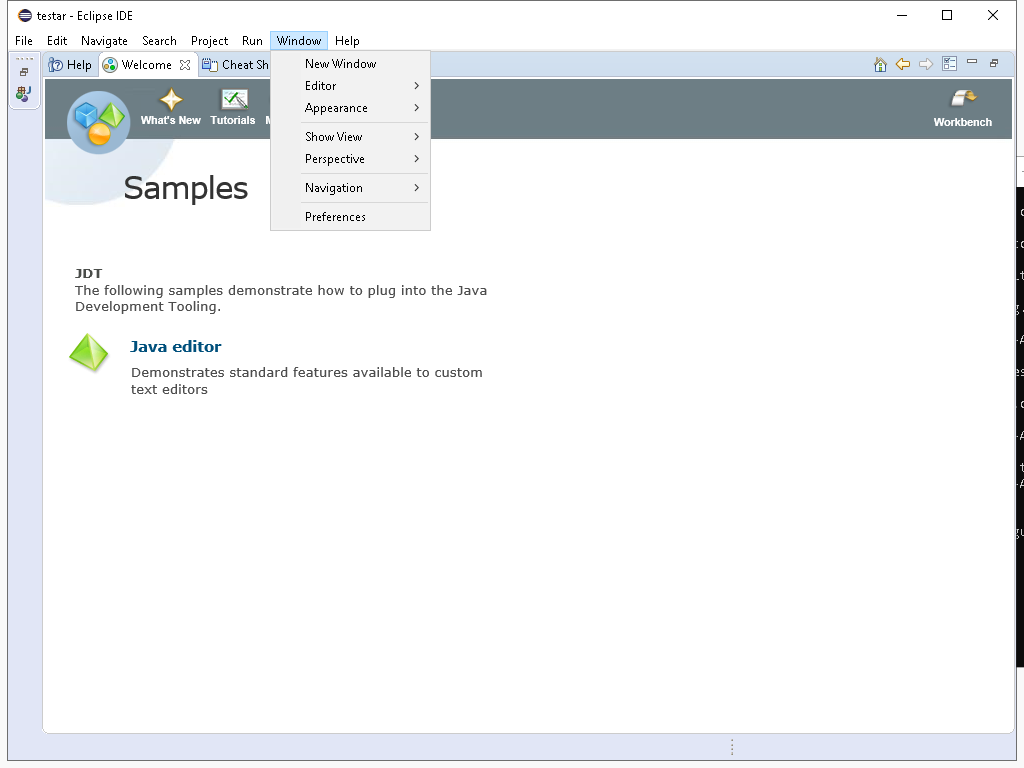 testar - Eclipse IDE
File Edit Navigate Search Project Run Window Help
Help Welcome Cheat Sh
New Window
Editor
Appearance
Show View
Perspective
Navigation
Preferences
What's New Tutorials
Workbench
Samples
JDT
The following samples demonstrate how to plug into the Java
Development Tooling.
Java editor
Demonstrates standard features available to custom
text editors